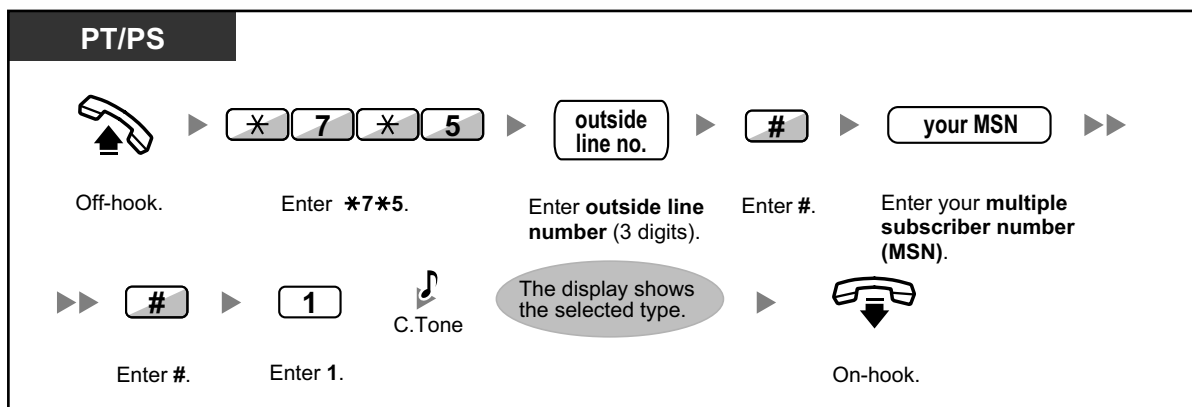 PT/PS
✳ 7 ✳ 5
outside
line no.
#
your MSN
Off-hook.
Enter ✳7✳5.
Enter outside line
number (3 digits).
Enter #.
Enter your multiple
subscriber number
(MSN).
#
1
C.Tone
The display shows
the selected type.
Enter #.
Enter 1.
On-hook.